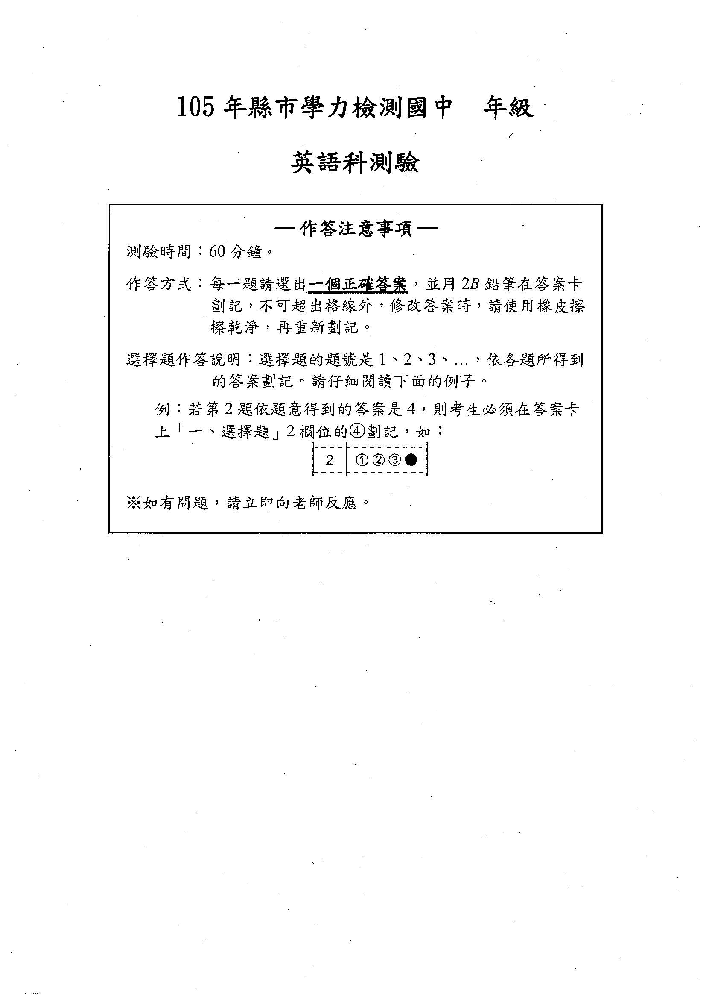 105 年縣市學力檢測國中 年級
英語科測驗
—作答注意事項—
測驗時間：60 分鐘。
作答方式：每一題請選出一個正確答案，並用 2B 鉛筆在答案卡
劃記，不可超出格線外，修改答案時，請使用橡皮擦
擦乾淨，再重新劃記。
選擇題作答說明：選擇題的題號是 1、2、3、…，依各題所得到
的答案劃記。請仔細閱讀下面的例子。
例：若第 2 題依題意得到的答案是 4，則考生必須在答案卡
上「一、選擇題」2 欄位的④劃記，如：
2 ①②③●
※如有問題，請立即向老師反應。